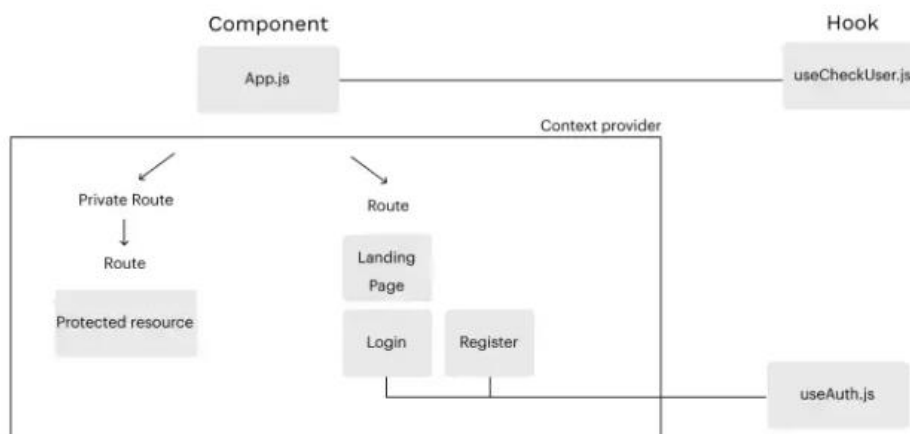 Component
Hook
App.js
useCheckUser.js
Context provider
Private Route
Route
Route
Landing
Page
Protected resource
Login
Register
useAuth.js